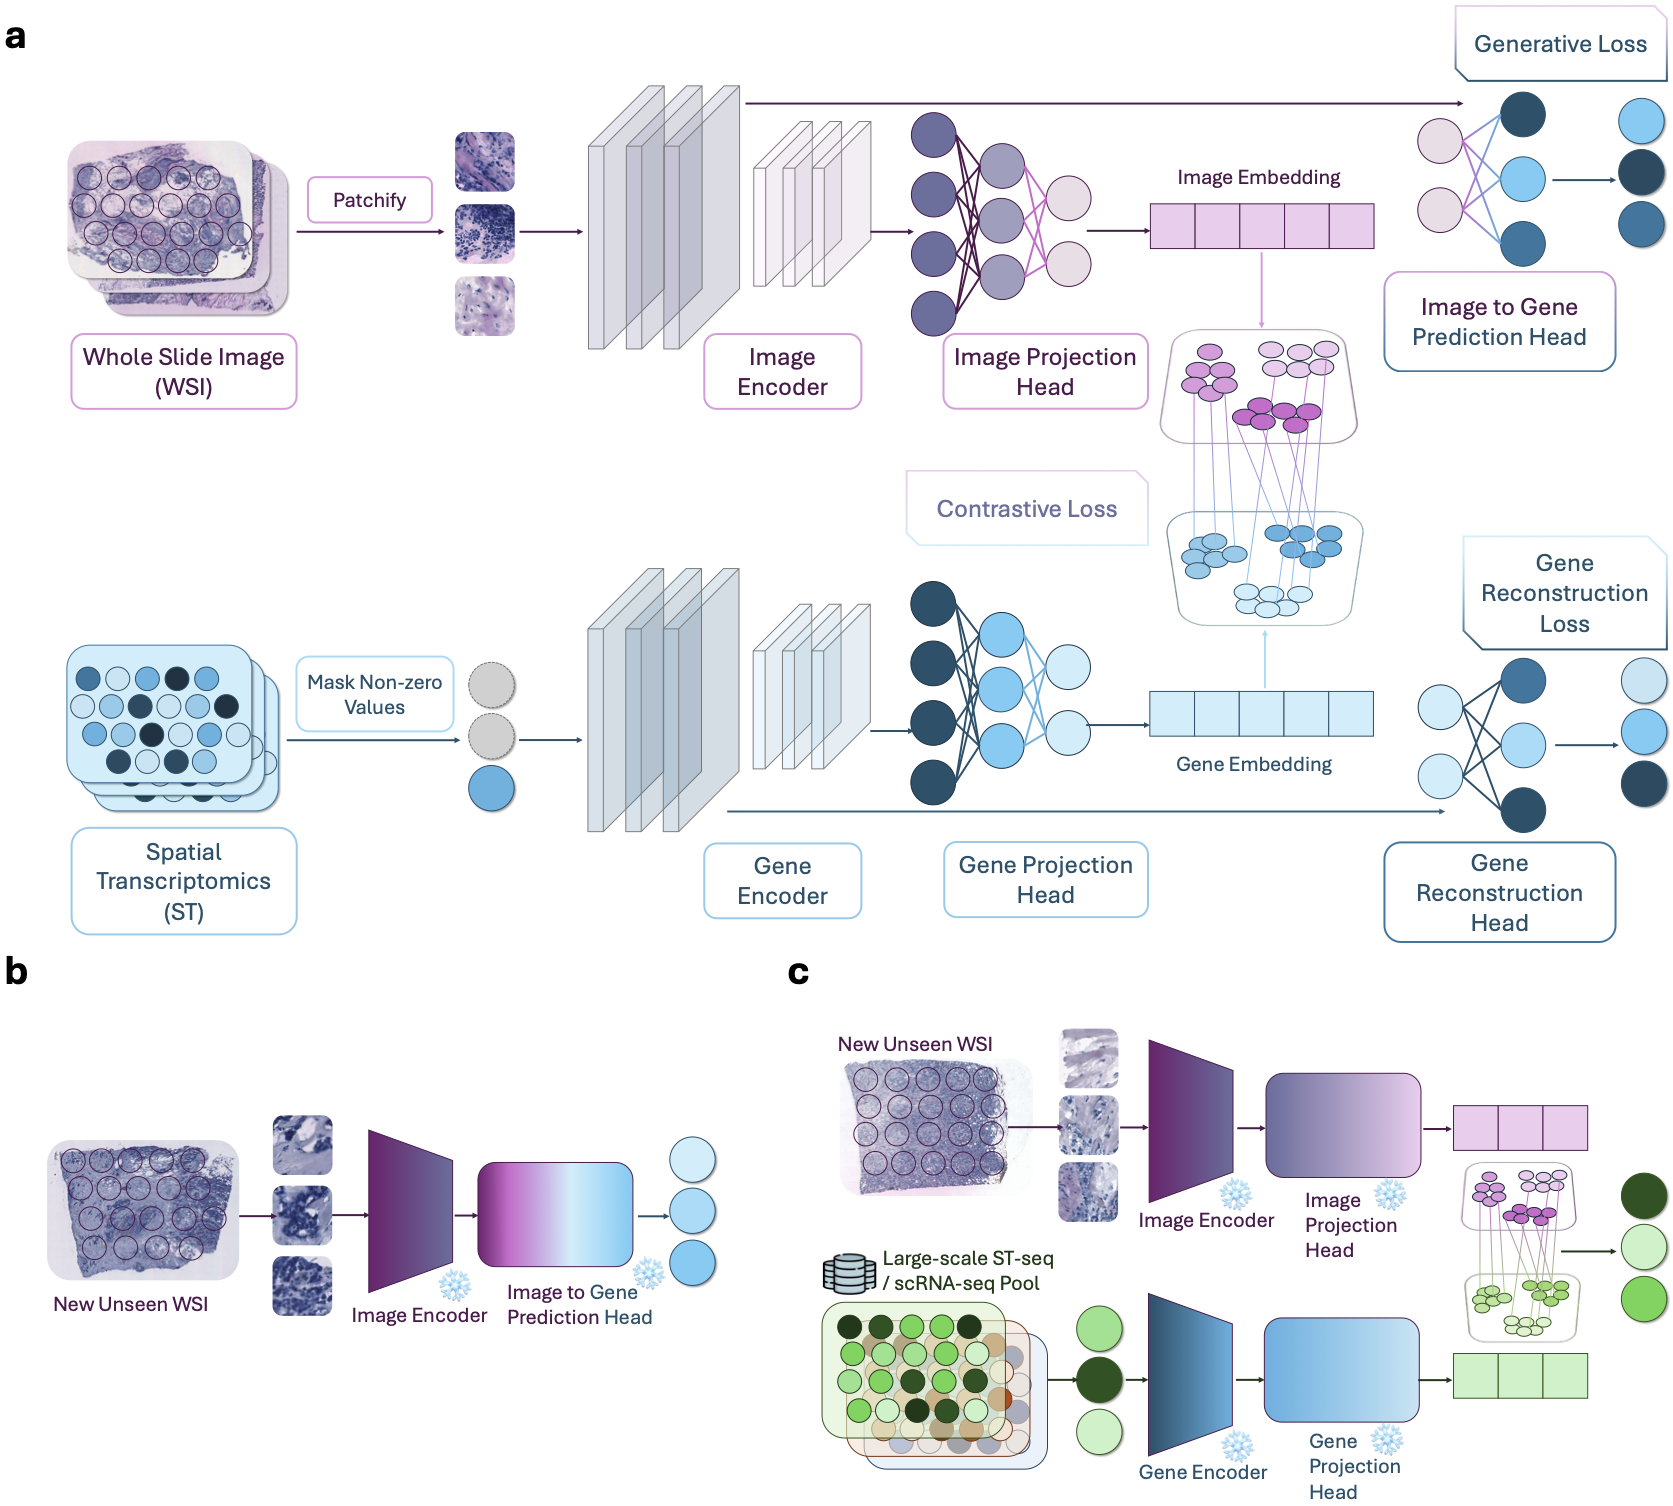 a
Generative Loss
Patchify
Image Embedding
Whole Slide Image
(WSI)
Image
Encoder
Image Projection
Head
Image to Gene
Prediction Head
Contrastive Loss
Gene
Reconstruction
Loss
Mask Non-zero
Values
Gene Embedding
Spatial
Transcriptomics
(ST)
Gene
Encoder
Gene Projection
Head
Gene
Reconstruction
Head
b
New Unseen WSI
Image Encoder
Image to Gene
Prediction Head
c
New Unseen WSI
Image Encoder
Image
Projection
Head
Large-scale ST-seq
/ scRNA-seq Pool
Gene Encoder
Gene
Projection
Head